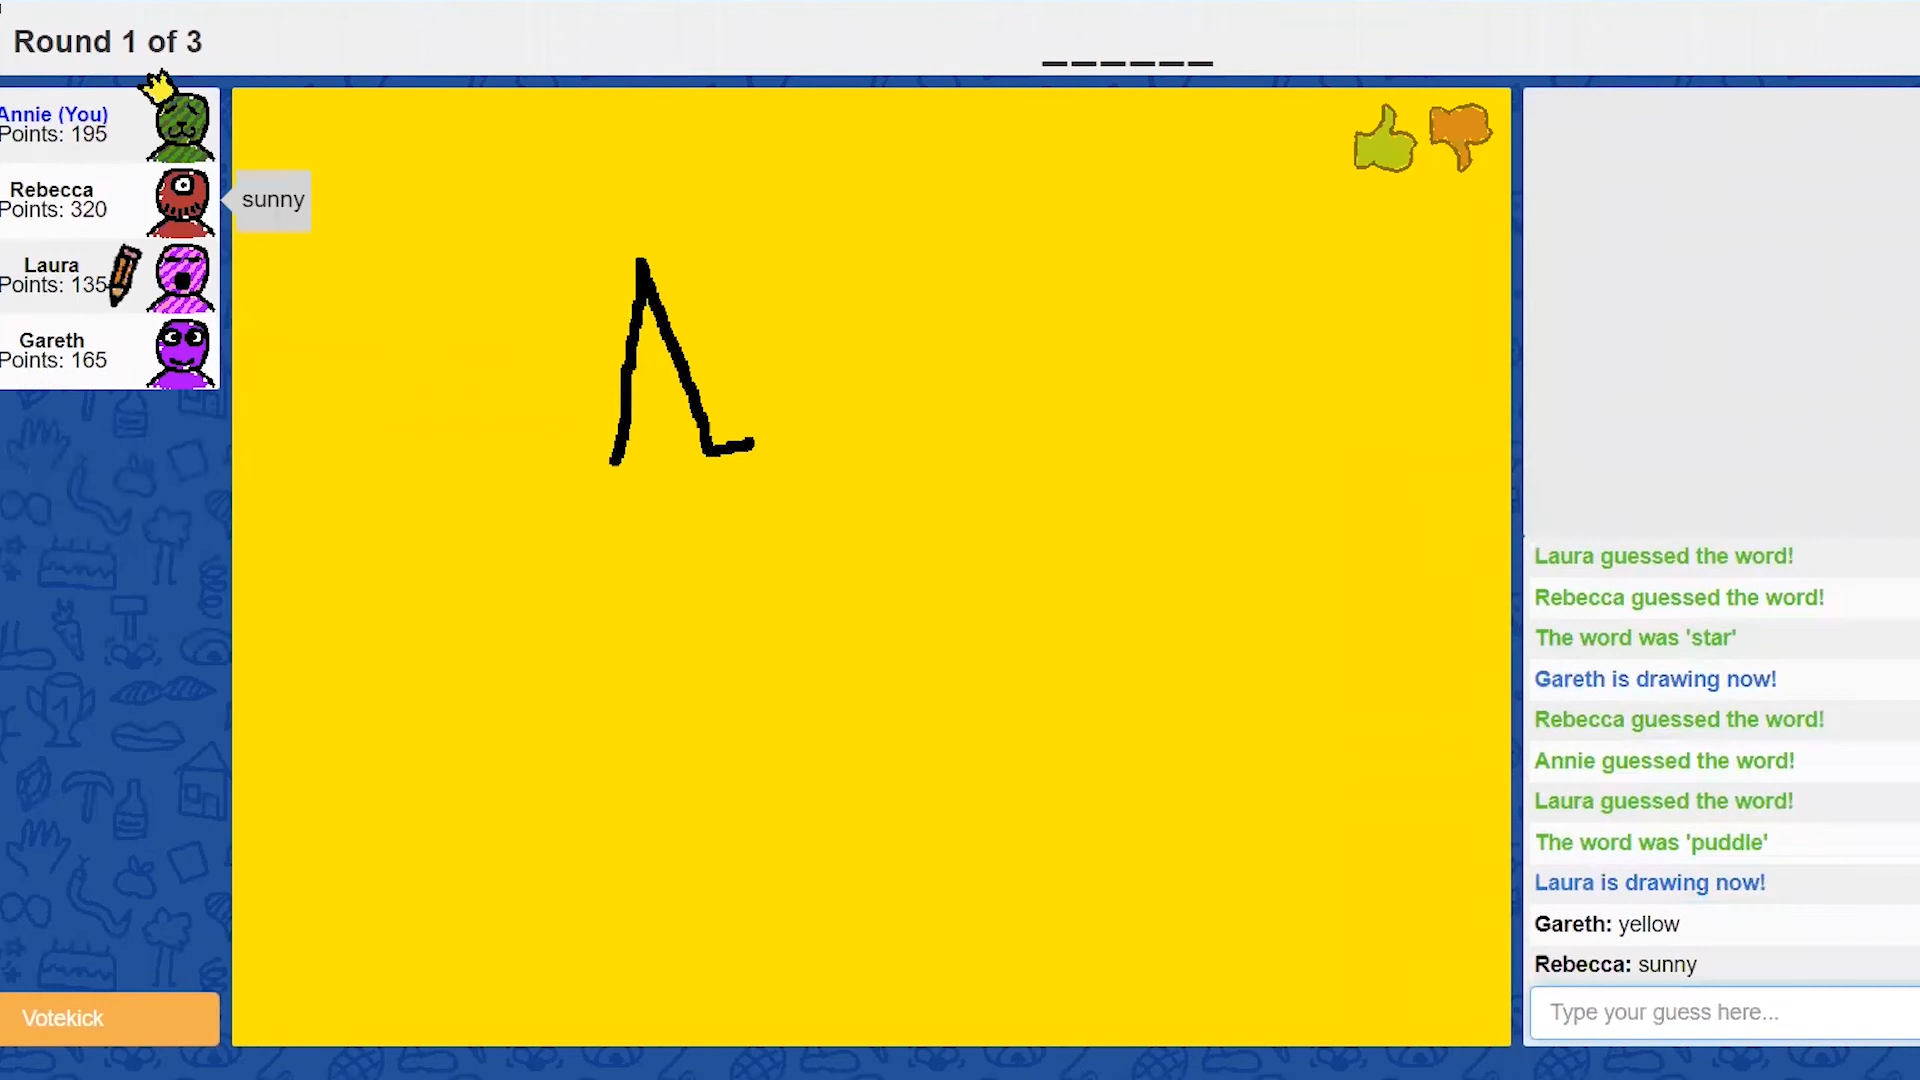 Round 1 of 3
______
Annie (You)
Points: 195
Rebecca
Points: 320
sunny
Laura
Points: 135
Gareth
Points: 165
Laura guessed the word!
Rebecca guessed the word!
The word was 'star'
Gareth is drawing now!
Rebecca guessed the word!
Annie guessed the word!
Laura guessed the word!
The word was 'puddle'
Laura is drawing now!
Gareth: yellow
Rebecca: sunny
Type your guess here...
Votekick